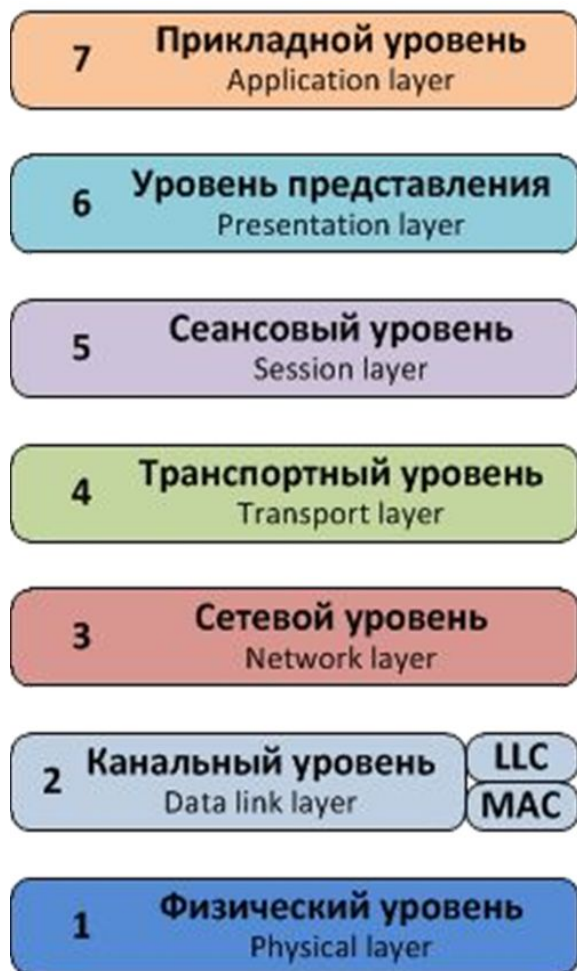 7 Прикладной уровень
Application layer
6 Уровень представления
Presentation layer
5 Сеансовый уровень
Session layer
4 Транспортный уровень
Transport layer
3 Сетевой уровень
Network layer
2 Канальный уровень
Data link layer
LLC
MAC
1 Физический уровень
Physical layer